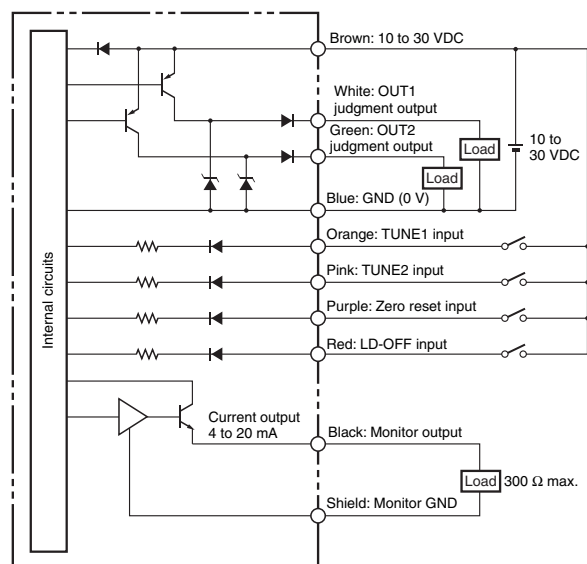 Brown: 10 to 30 VDC
White: OUT1
judgment output
Green: OUT2
judgment output
Load
Load
10 to
30 VDC
Blue: GND (0 V)
Orange: TUNE1 input
Pink: TUNE2 input
Purple: Zero reset input
Red: LD-OFF input
Internal circuits
Current output
4 to 20 mA
Black: Monitor output
Load
300 Ω max.
Shield: Monitor GND